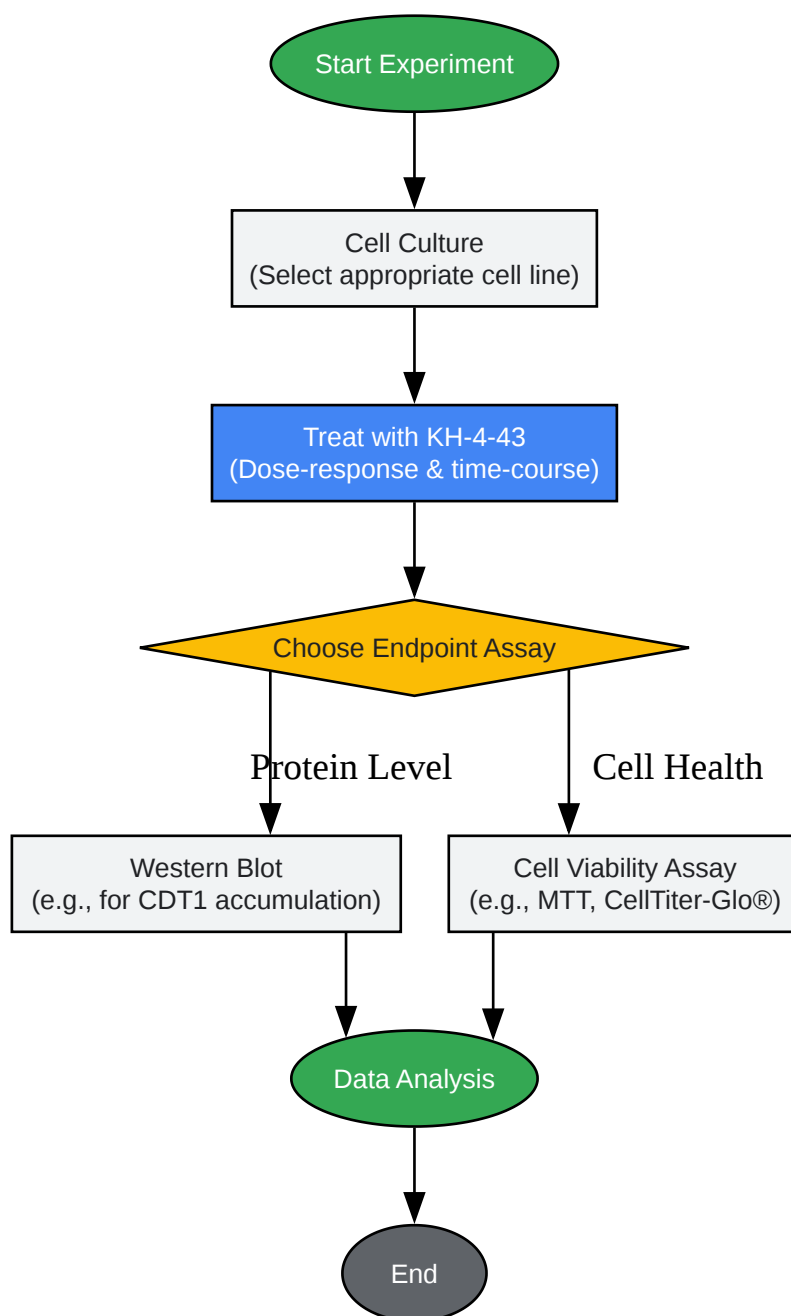 Start Experiment
Cell Culture
(Select appropriate cell line)
Treat with KH-4-43
(Dose-response & time-course)
Choose Endpoint Assay
Protein Level
Cell Health
Western Blot
(e.g., for CDT1 accumulation)
Cell Viability Assay
(e.g., MTT, CellTiter-Glo®)
Data Analysis
End